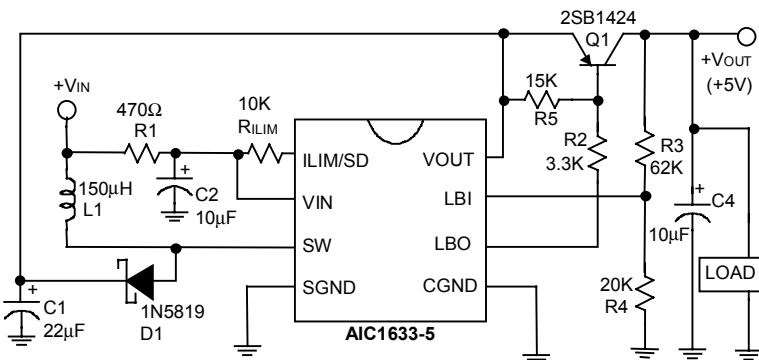 2SB1424
Q1
+VOUT
(+5V)
+VIN
470Ω
R1
10K
RILIM
15K
R5
R2
3.3K
R3
62K
ILIM/SD
VOUT
150μH
L1
+
C2
10μF
VIN
LBI
+
C4
10μF
SW
LBO
LOAD
+
C1
22μF
1N5819
D1
SGND
CGND
20K
R4
AIC1633-5